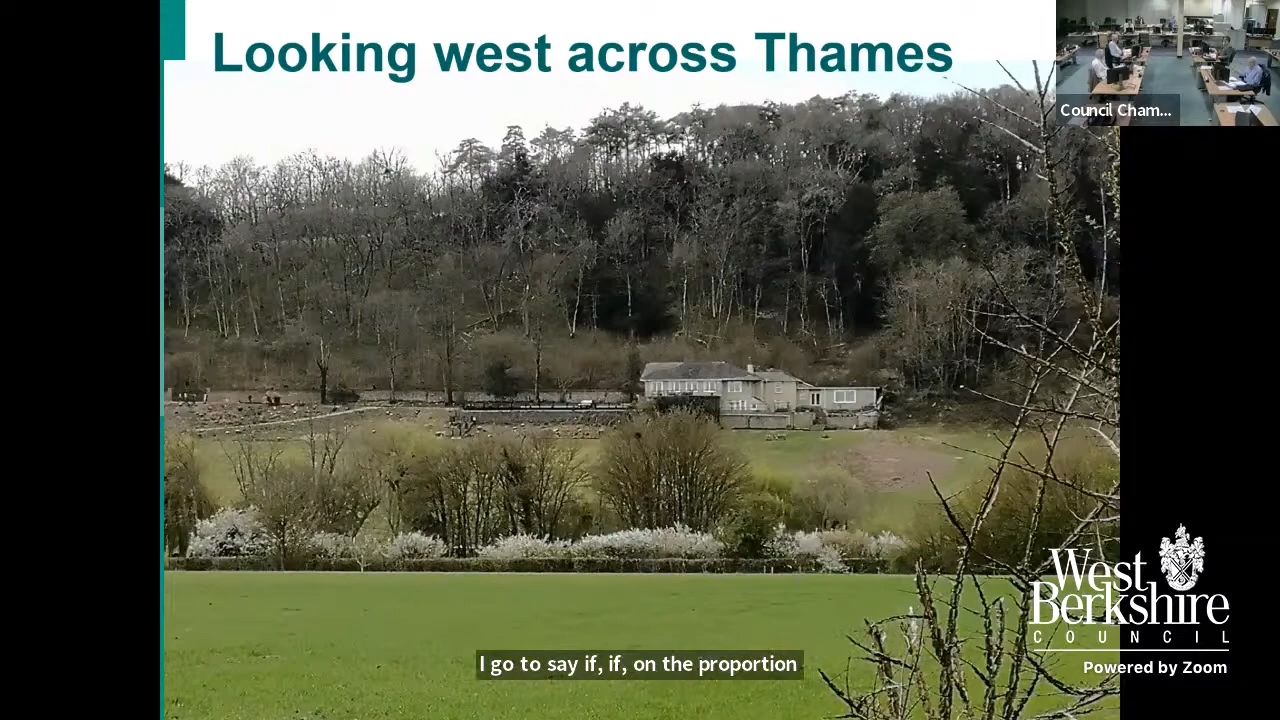 Looking west across Thames
Council Cham...
West
Berkshire
COUNCIL
Powered by Zoom
I go to say if, if, on the proportion